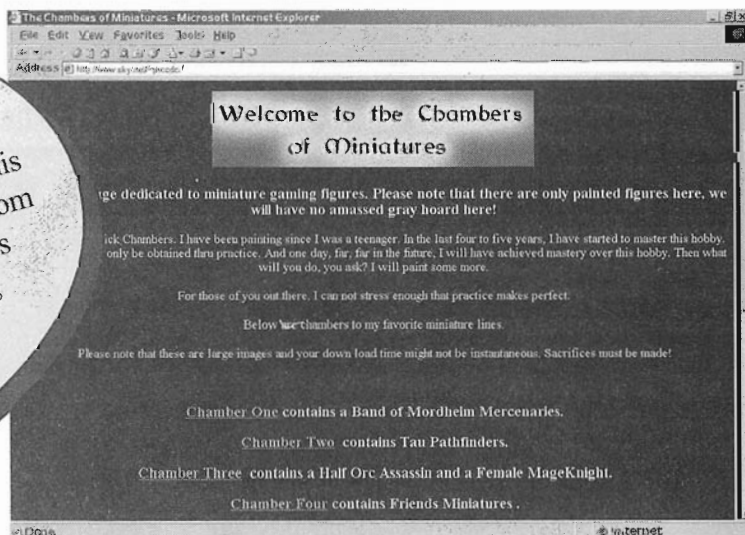 The Chambers of Miniatures - Microsoft Internet Explorer
File Edit View Favorites Tools Help
Address
Welcome to the Chambers
of Miniatures
dedicated to miniature gaming figures. Please note that there are only painted figures here, we
will have no amassed gray hoard here!
Chambers. I have been painting since I was a teenager. In the last four to five years, I have started to master this hobby.
only be obtained thru practice. And one day, far, far in the future, I will have achieved mastery over this hobby. Then what
will you do, you ask? I will paint some more.
For those of you out there, I can not stress enough that practice makes perfect.
Below are chambers to my favorite miniature lines.
Please note that these are large images and your down load time might not be instantaneous. Sacrifices must be made!
Chamber One contains a Band of Mordheim Mercenaries.
Chamber Two contains Tau Pathfinders.
Chamber Three contains a Half Orc Assassin and a Female MageKnight.
Chamber Four contains Friends Miniatures .
Done